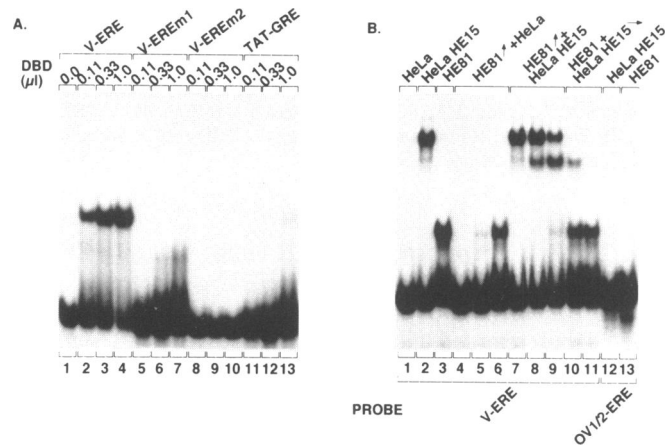 A.
V-ERE V-EREm1 V-EREm2 TAT-GRE
DBD (µl) 0.0 0.11 0.33 1.0 0.11 0.33 1.0 0.11 0.33 1.0 0.11 0.33 1.0
1 2 3 4 5 6 7 8 9 10 11 12 13
B.
HeLa
HeLa HE15
HE81
HE81 +HeLa
HE81 ±
HeLa HE15
HE81 ±
HeLa HE15
HeLa HE15
HE81
1 2 3 4 5 6 7 8 9 10 11 12 13
PROBE
V-ERE
OV1/2-ERE